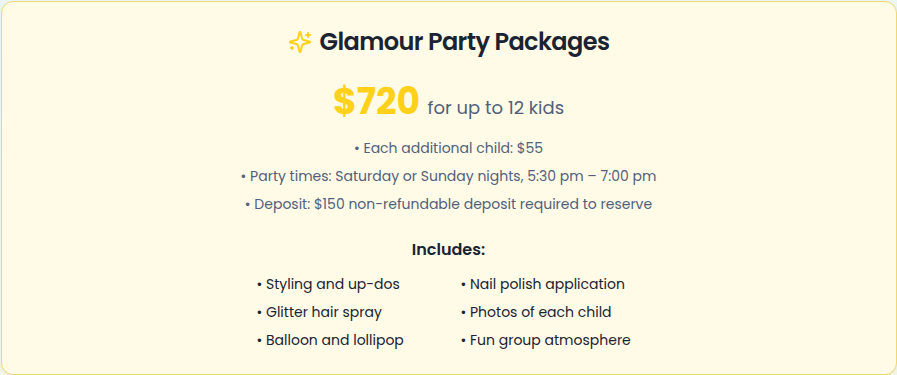 Glamour Party Packages
$720 for up to 12 kids
• Each additional child: $55
• Party times: Saturday or Sunday nights, 5:30 pm – 7:00 pm
• Deposit: $150 non-refundable deposit required to reserve
Includes:
• Styling and up-dos
• Nail polish application
• Glitter hair spray
• Photos of each child
• Balloon and lollipop
• Fun group atmosphere